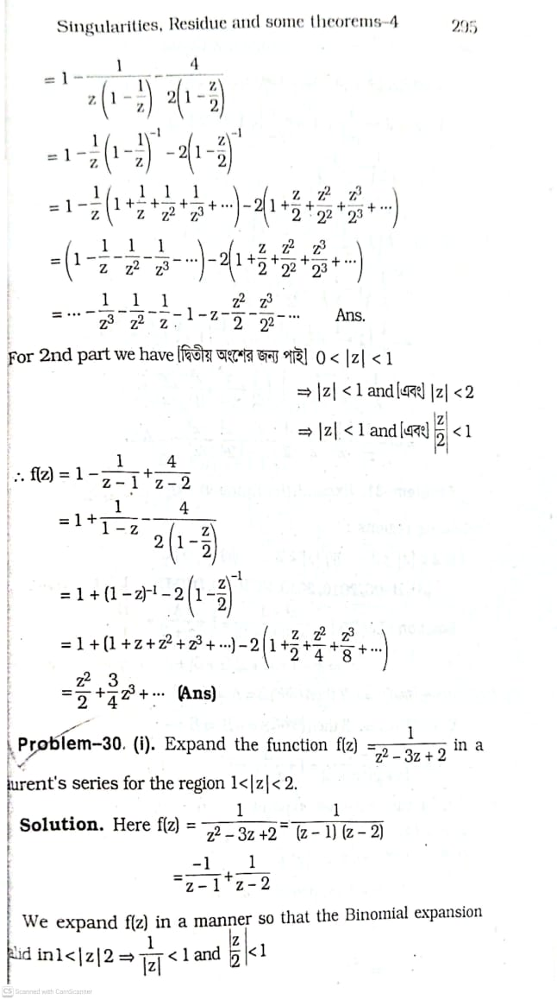 Singularities, Residue and some theorems-4 295
= 1 - \frac{1}{z\left(1 - \frac{1}{z}\right)} - \frac{4}{2\left(1 - \frac{z}{2}\right)}
= 1 - \frac{1}{z}\left(1 - \frac{1}{z}\right)^{-1} - 2\left(1 - \frac{z}{2}\right)^{-1}
= 1 - \frac{1}{z}\left(1 + \frac{1}{z} + \frac{1}{z^2} + \frac{1}{z^3} + \cdots\right) - 2\left(1 + \frac{z}{2} + \frac{z^2}{2^2} + \frac{z^3}{2^3} + \cdots\right)
= \left(1 - \frac{1}{z} - \frac{1}{z^2} - \frac{1}{z^3} - \cdots\right) - 2\left(1 + \frac{z}{2} + \frac{z^2}{2^2} + \frac{z^3}{2^3} + \cdots\right)
= \cdots - \frac{1}{z^3} - \frac{1}{z^2} - \frac{1}{z} - 1 - z - \frac{z^2}{2} - \frac{z^3}{2^2} - \cdots Ans.
For 2nd part we have [দ্বিতীয় অংশের জন্য পাই] 0 < |z| < 1
⇒ |z| < 1 and [এবং] |z| < 2
⇒ |z| < 1 and [এবং] \left|\frac{z}{2}\right| < 1
∴ f(z) = 1 - \frac{1}{z - 1} + \frac{4}{z - 2}
= 1 + \frac{1}{1 - z} - \frac{4}{2\left(1 - \frac{z}{2}\right)}
= 1 + (1 - z)^{-1} - 2\left(1 - \frac{z}{2}\right)^{-1}
= 1 + (1 + z + z^2 + z^3 + \cdots) - 2\left(1 + \frac{z}{2} + \frac{z^2}{4} + \frac{z^3}{8} + \cdots\right)
= \frac{z^2}{2} + \frac{3}{4}z^3 + \cdots (Ans)
Problem-30. (i). Expand the function f(z) = \frac{1}{z^2 - 3z + 2} in a
urent's series for the region 1<|z|< 2.
Solution. Here f(z) = \frac{1}{z^2 - 3z + 2} = \frac{1}{(z - 1) (z - 2)}
= \frac{-1}{z - 1} + \frac{1}{z - 2}
We expand f(z) in a manner so that the Binomial expansion
alid in 1<|z|2 ⇒ \frac{1}{|z|} < 1 and \left|\frac{z}{2}\right| <1
CS Scanned with CamScanner